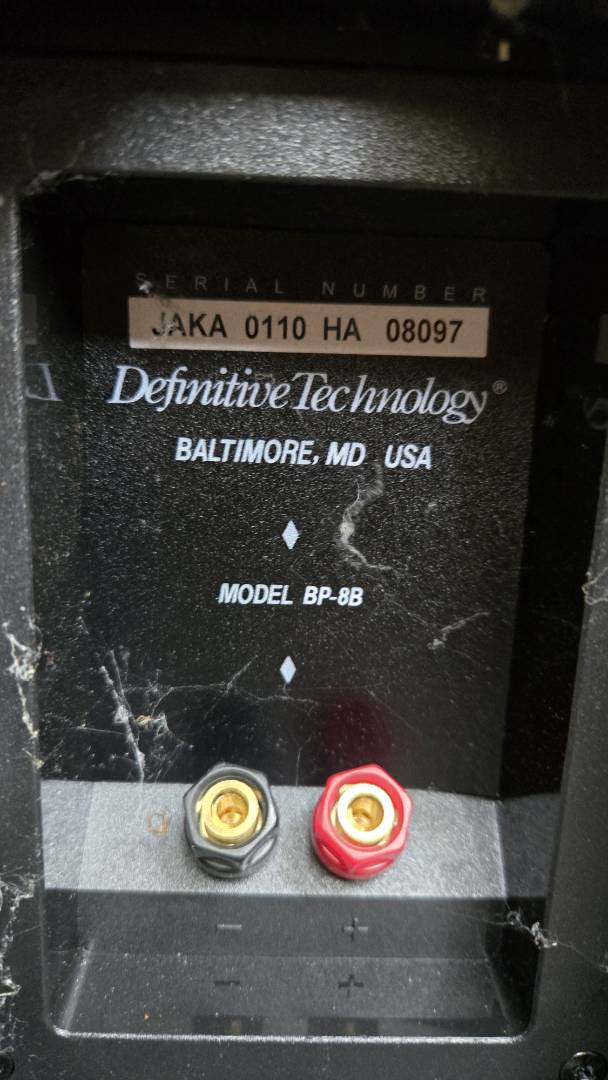 SERIAL NUMBER
JAKA 0110 HA 08097
Definitive Technology®
BALTIMORE, MD USA
MODEL BP-8B
− +
− +